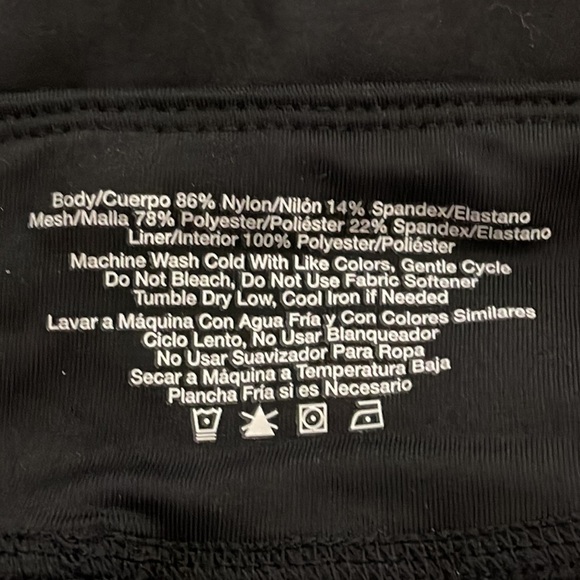 Body/Cuerpo 86% Nylon/Nilón 14% Spandex/Elastano
Mesh/Malla 78% Polyester/Poliéster 22% Spandex/Elastano
Liner/Interior 100% Polyester/Poliéster
Machine Wash Cold With Like Colors, Gentle Cycle
Do Not Bleach, Do Not Use Fabric Softener
Tumble Dry Low, Cool Iron if Needed
Lavar a Máquina Con Agua Fría y Con Colores Similares
Ciclo Lento, No Usar Blanqueador
No Usar Suavizador Para Ropa
Secar a Máquina a Temperatura Baja
Plancha Fría si es Necesario